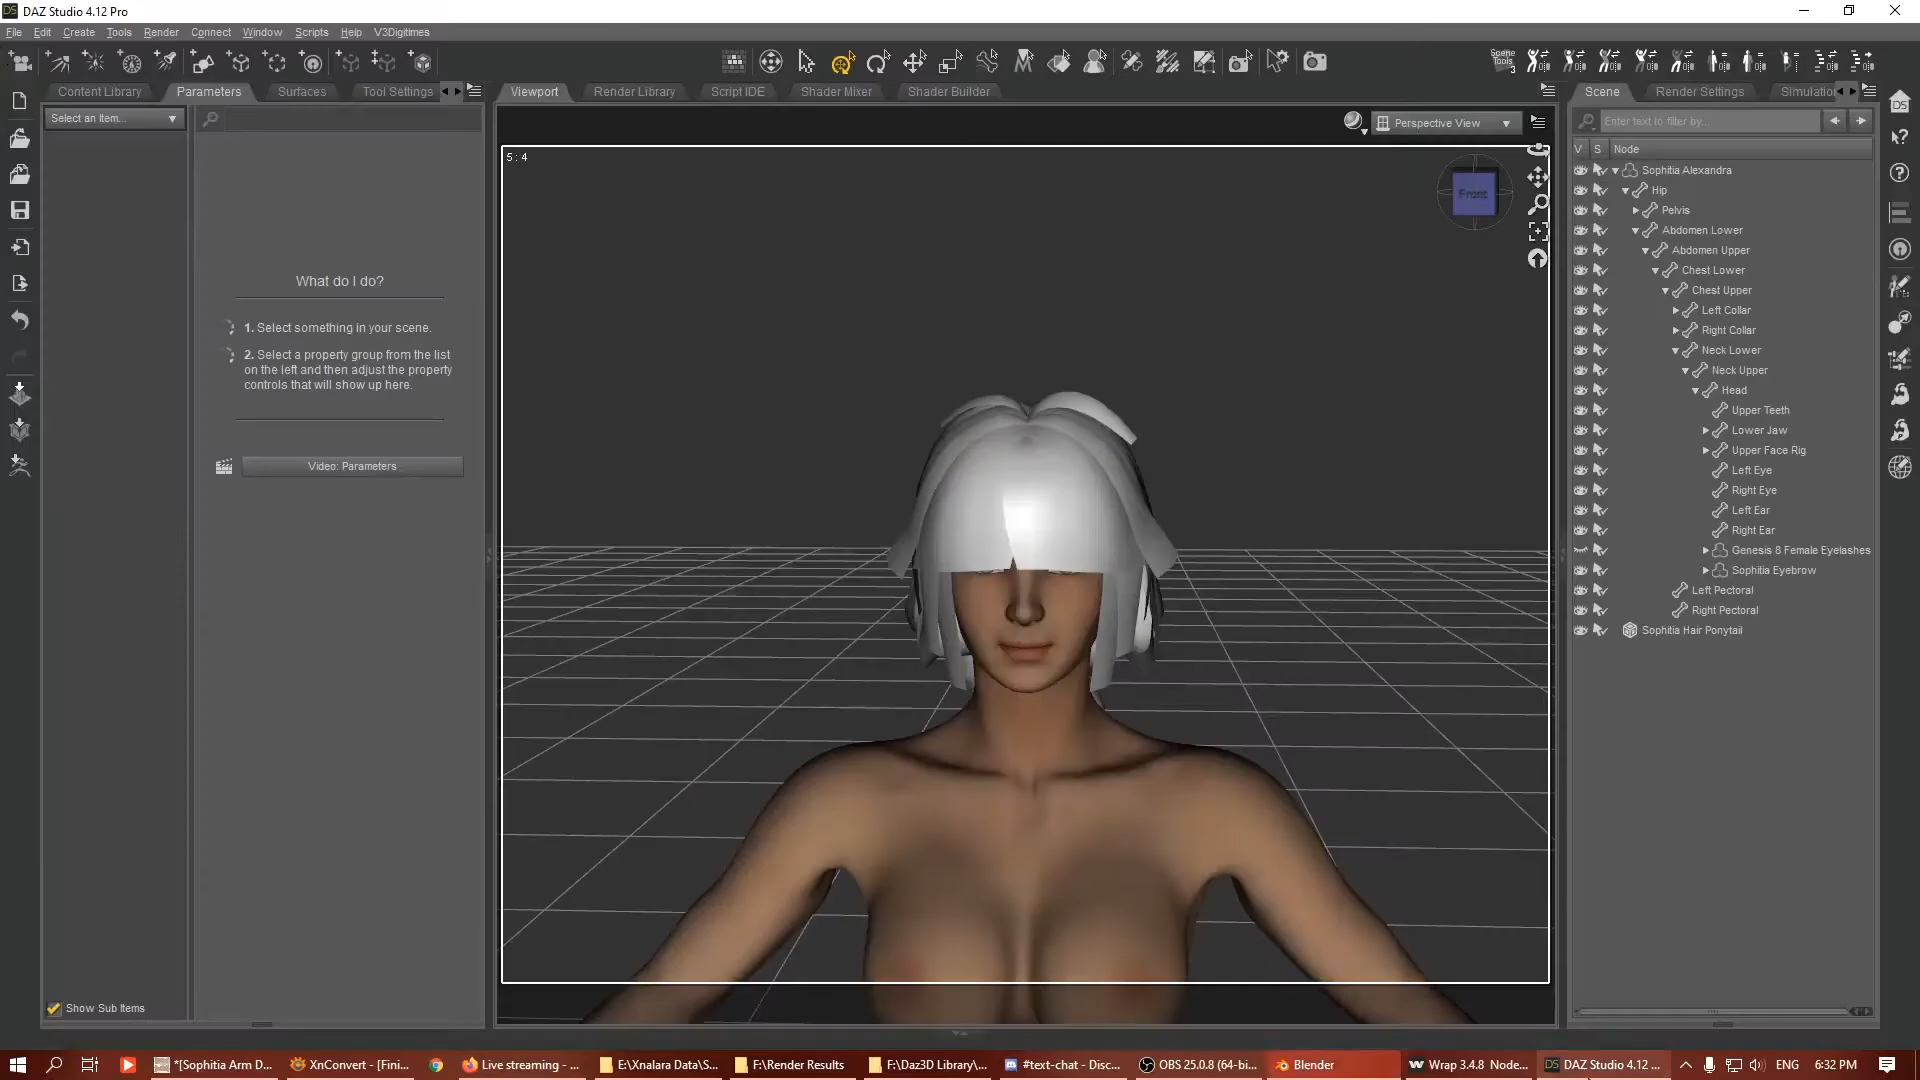 DAZ Studio 4.12 Pro
File Edit Create Tools Render Connect Window Scripts Help V3Digitimes
Scene
Tools
3
Content Library Parameters Surfaces Tool Settings
Viewport Render Library Script IDE Shader Mixer Shader Builder
Scene Render Settings Simulatio
Select an Item...
Perspective View
Enter text to filter by...
5 : 4
Front
What do I do?
1. Select something in your scene.
2. Select a property group from the list
on the left and then adjust the property
controls that will show up here.
Video: Parameters
Show Sub Items
V S Node
Sophitia Alexandra
Hip
Pelvis
Abdomen Lower
Abdomen Upper
Chest Lower
Chest Upper
Left Collar
Right Collar
Neck Lower
Neck Upper
Head
Upper Teeth
Lower Jaw
Upper Face Rig
Left Eye
Right Eye
Left Ear
Right Ear
Genesis 8 Female Eyelashes
Sophitia Eyebrow
Left Pectoral
Right Pectoral
Sophitia Hair Ponytail
*[Sophitia Arm D... XnConvert - [Fini... Live streaming - ... E:\Xnalara Data\S... F:\Render Results F:\Daz3D Library\... #text-chat - Disc... OBS 25.0.8 (64-bi... Blender Wrap 3.4.8 Node... DAZ Studio 4.12 ... ENG 6:32 PM